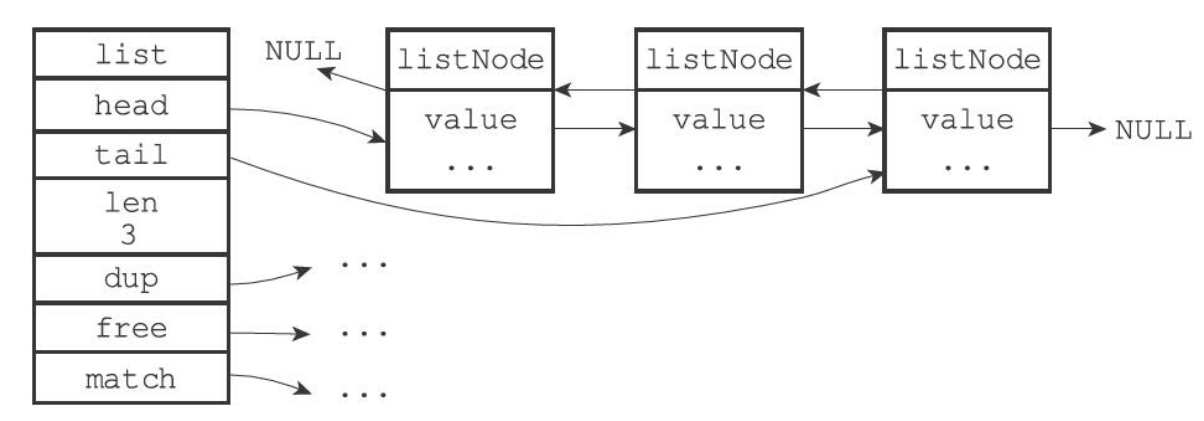 list
head
tail
len
3
dup
free
match
NULL
listNode
value
...
listNode
value
...
listNode
value
...
NULL
...
...
...